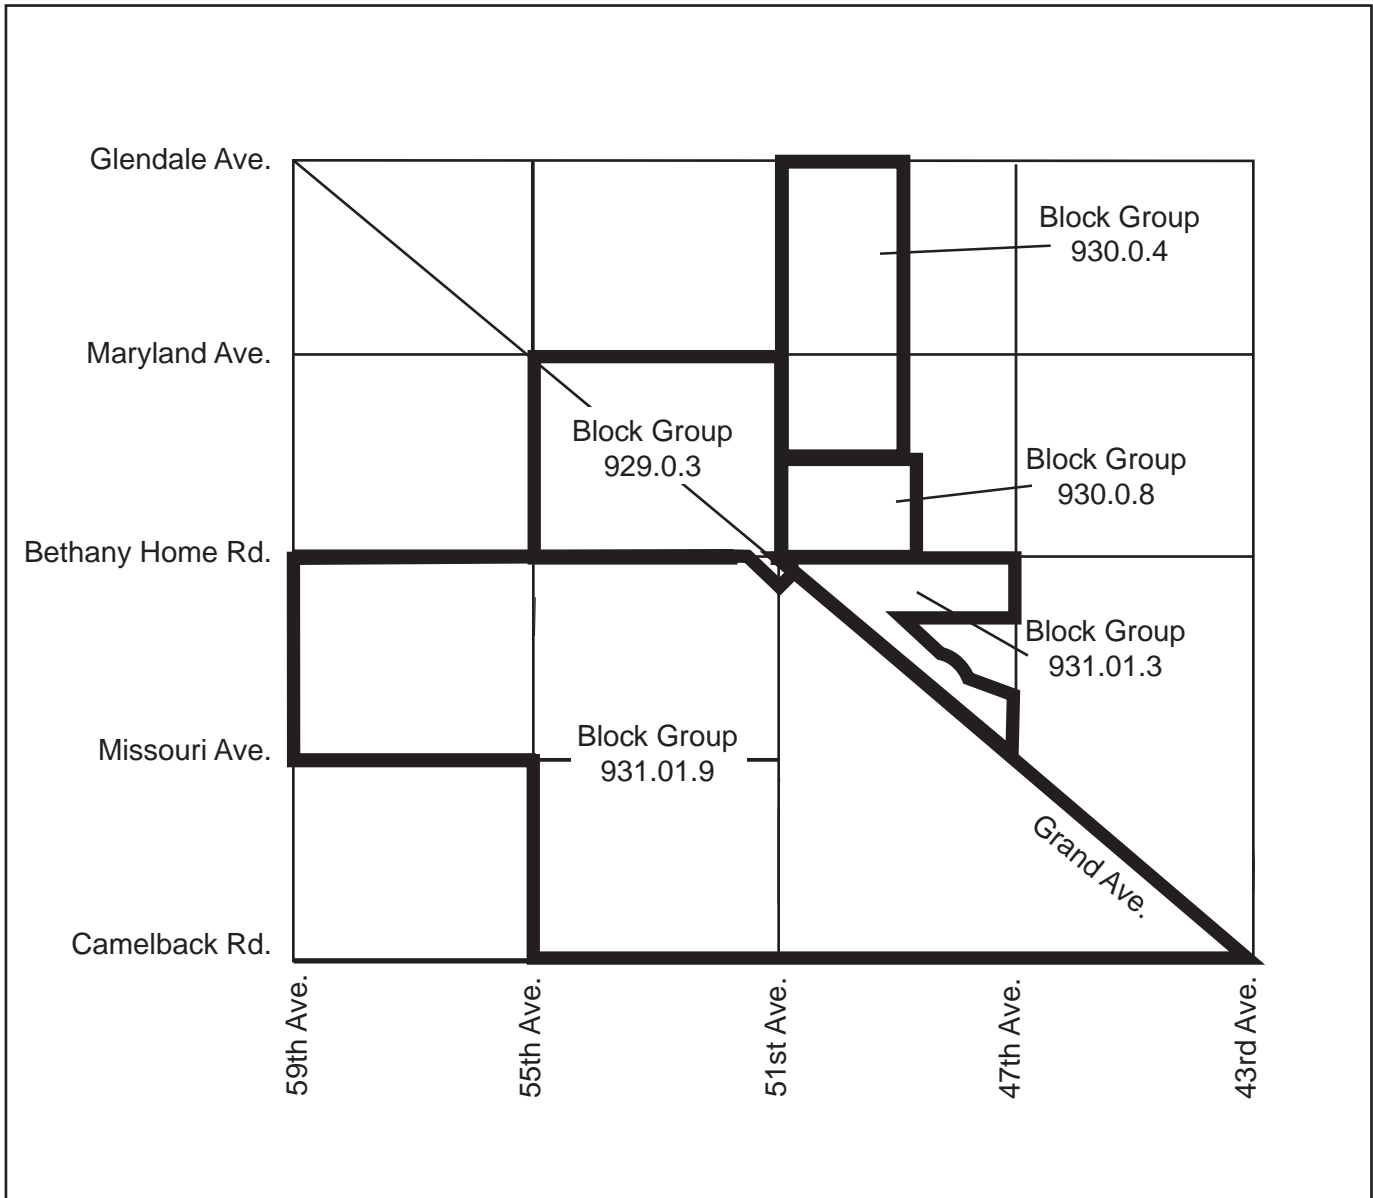 Glendale Ave.
Block Group
930.0.4
Maryland Ave.
Block Group
929.0.3
Block Group
930.0.8
Bethany Home Rd.
Block Group
931.01.3
Missouri Ave.
Block Group
931.01.9
Grand Ave.
Camelback Rd.
59th Ave.
55th Ave.
51st Ave.
47th Ave.
43rd Ave.